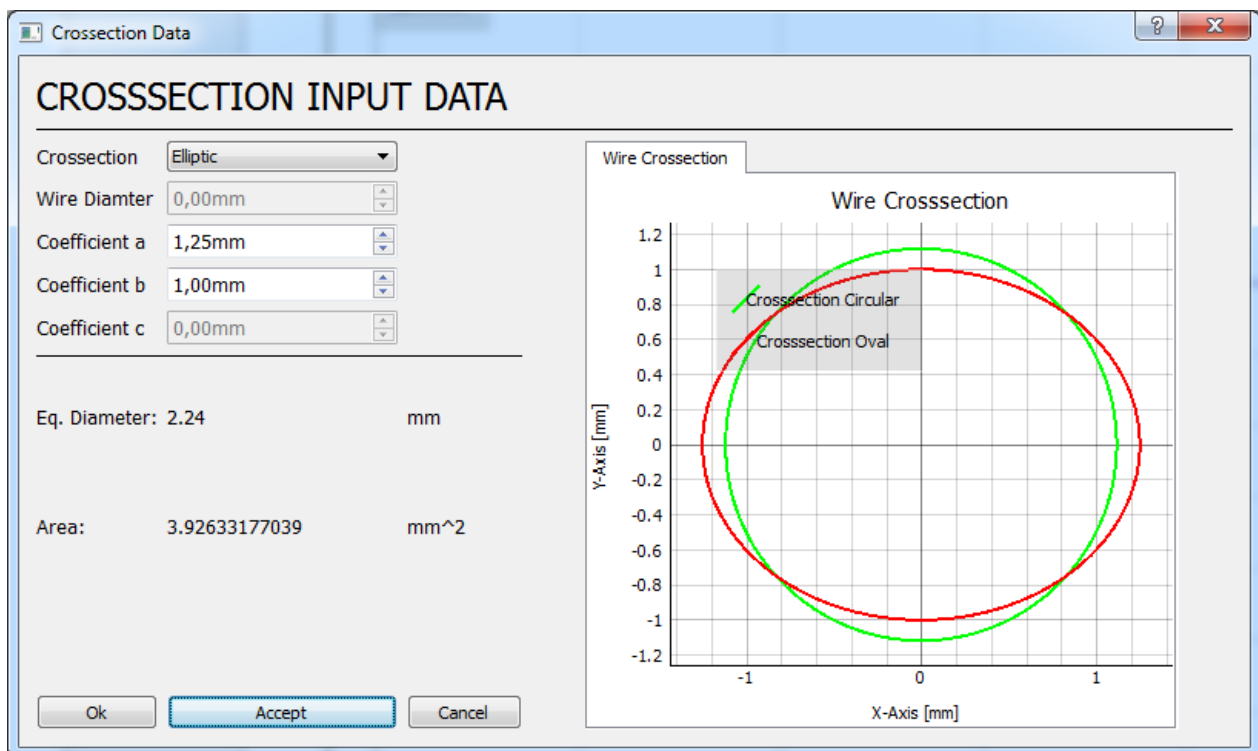 Crossection Data
CROSSSECTION INPUT DATA
Crossection Elliptic
Wire Diamter 0,00mm
Coefficient a 1,25mm
Coefficient b 1,00mm
Coefficient c 0,00mm
Eq. Diameter: 2.24 mm
Area: 3.92633177039 mm^2
Ok Accept Cancel
Wire Crossection
Wire Crosssection
1.2
1
0.8
0.6
0.4
0.2
0
-0.2
-0.4
-0.6
-0.8
-1
-1.2
Y-Axis [mm]
Crosssection Circular
Crosssection Oval
-1 0 1
X-Axis [mm]